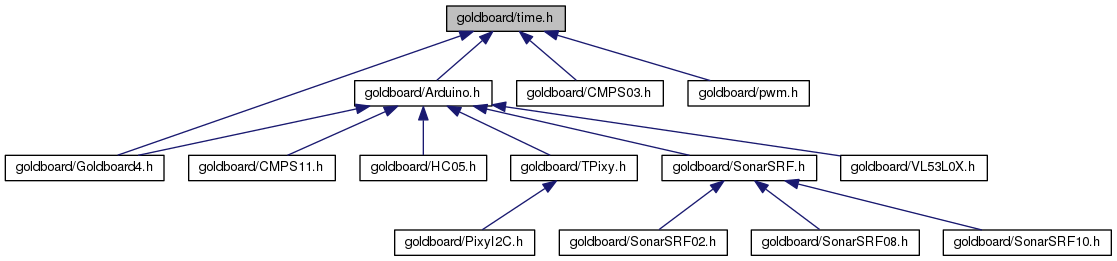 goldboard/time.h
goldboard/Arduino.h
goldboard/CMPS03.h
goldboard/pwm.h
goldboard/Goldboard4.h
goldboard/CMPS11.h
goldboard/HC05.h
goldboard/TPixy.h
goldboard/SonarSRF.h
goldboard/VL53L0X.h
goldboard/PixyI2C.h
goldboard/SonarSRF02.h
goldboard/SonarSRF08.h
goldboard/SonarSRF10.h